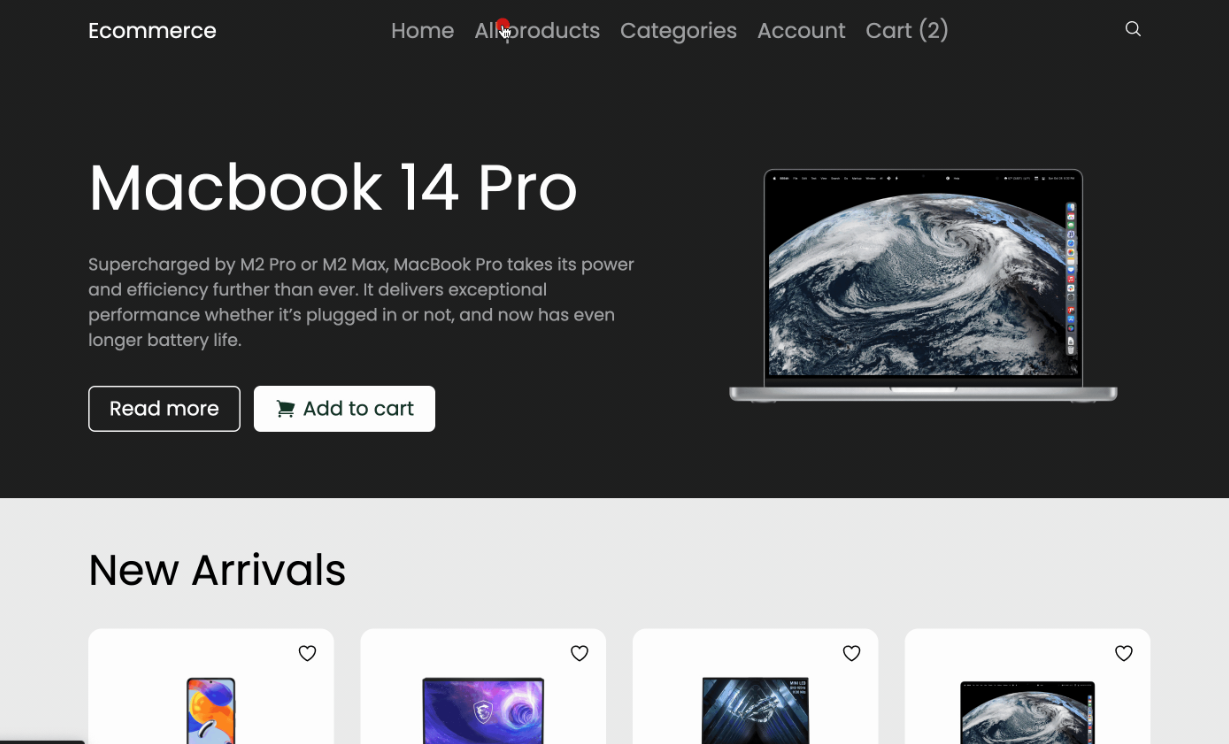 Ecommerce
Home All products Categories Account Cart (2)
Macbook 14 Pro
Supercharged by M2 Pro or M2 Max, MacBook Pro takes its power
and efficiency further than ever. It delivers exceptional
performance whether it's plugged in or not, and now has even
longer battery life.
Read more
Add to cart
New Arrivals